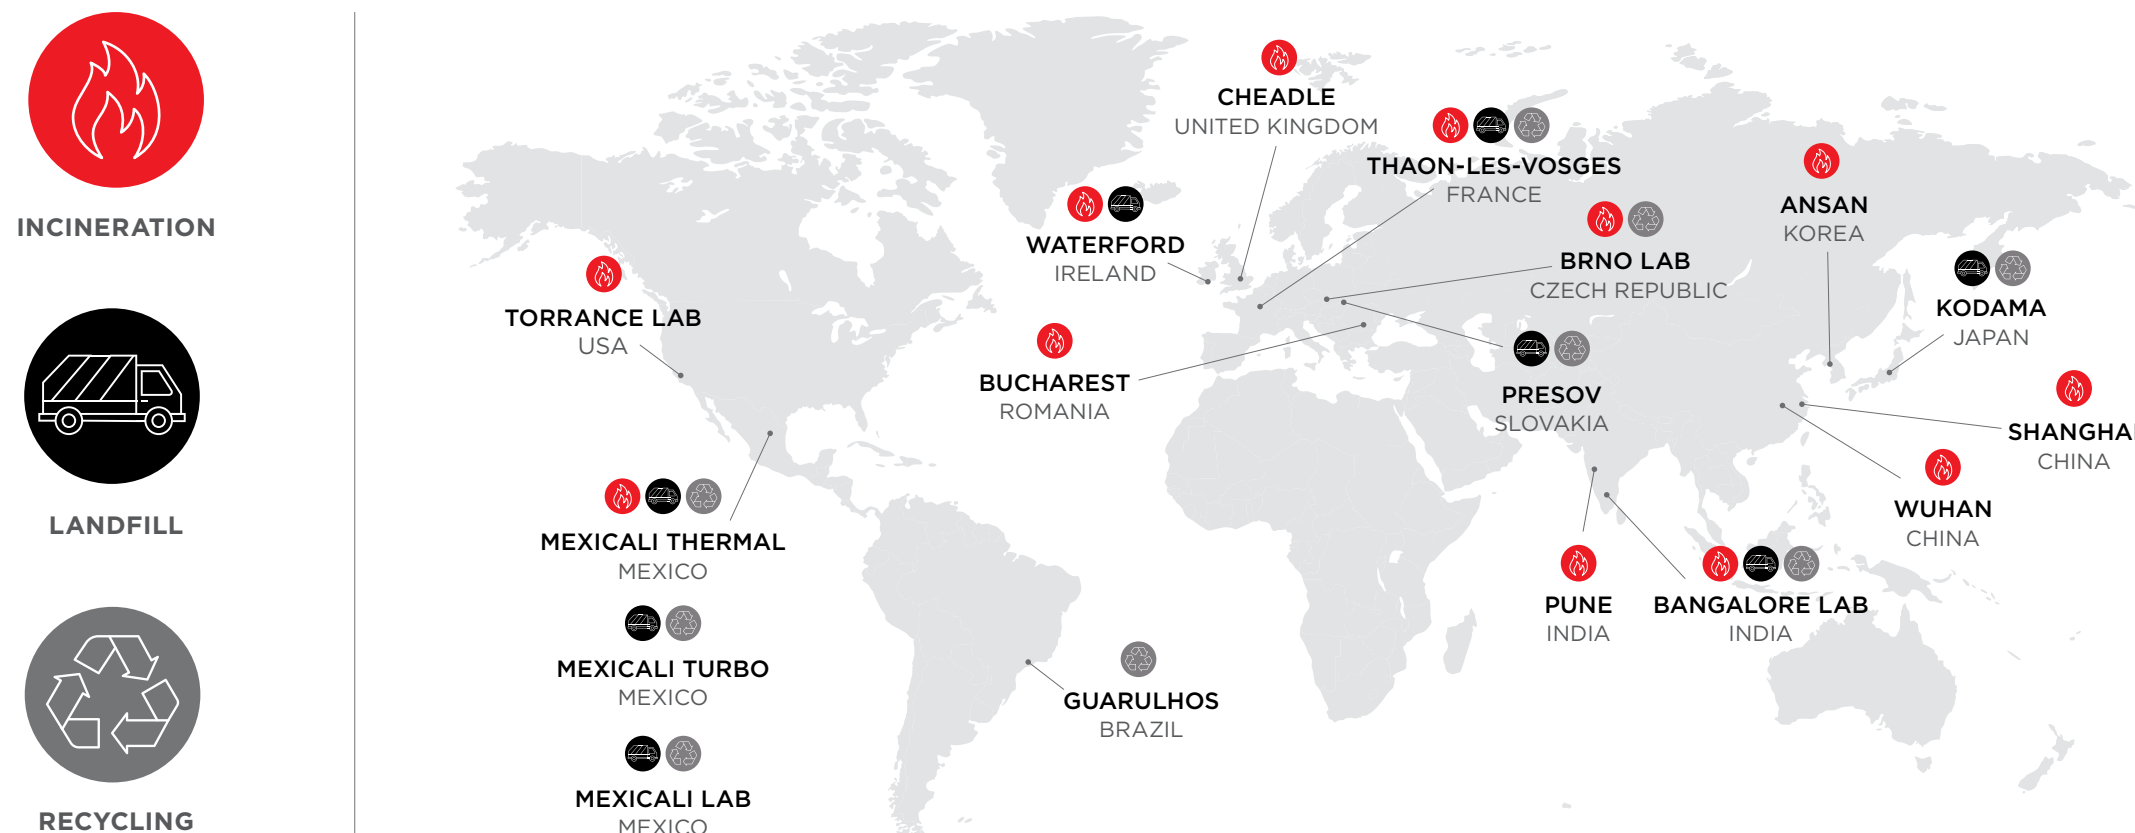 INCINERATION
LANDFILL
RECYCLING
CHEADLE
UNITED KINGDOM
THAON-LES-VOSGES
FRANCE
ANSAN
KOREA
WATERFORD
IRELAND
BRNO LAB
CZECH REPUBLIC
KODAMA
JAPAN
TORRANCE LAB
USA
BUCHAREST
ROMANIA
PRESOV
SLOVAKIA
SHANGHAI
CHINA
WUHAN
CHINA
MEXICALI THERMAL
MEXICO
PUNE
INDIA
BANGALORE LAB
INDIA
MEXICALI TURBO
MEXICO
GUARULHOS
BRAZIL
MEXICALI LAB
MEXICO